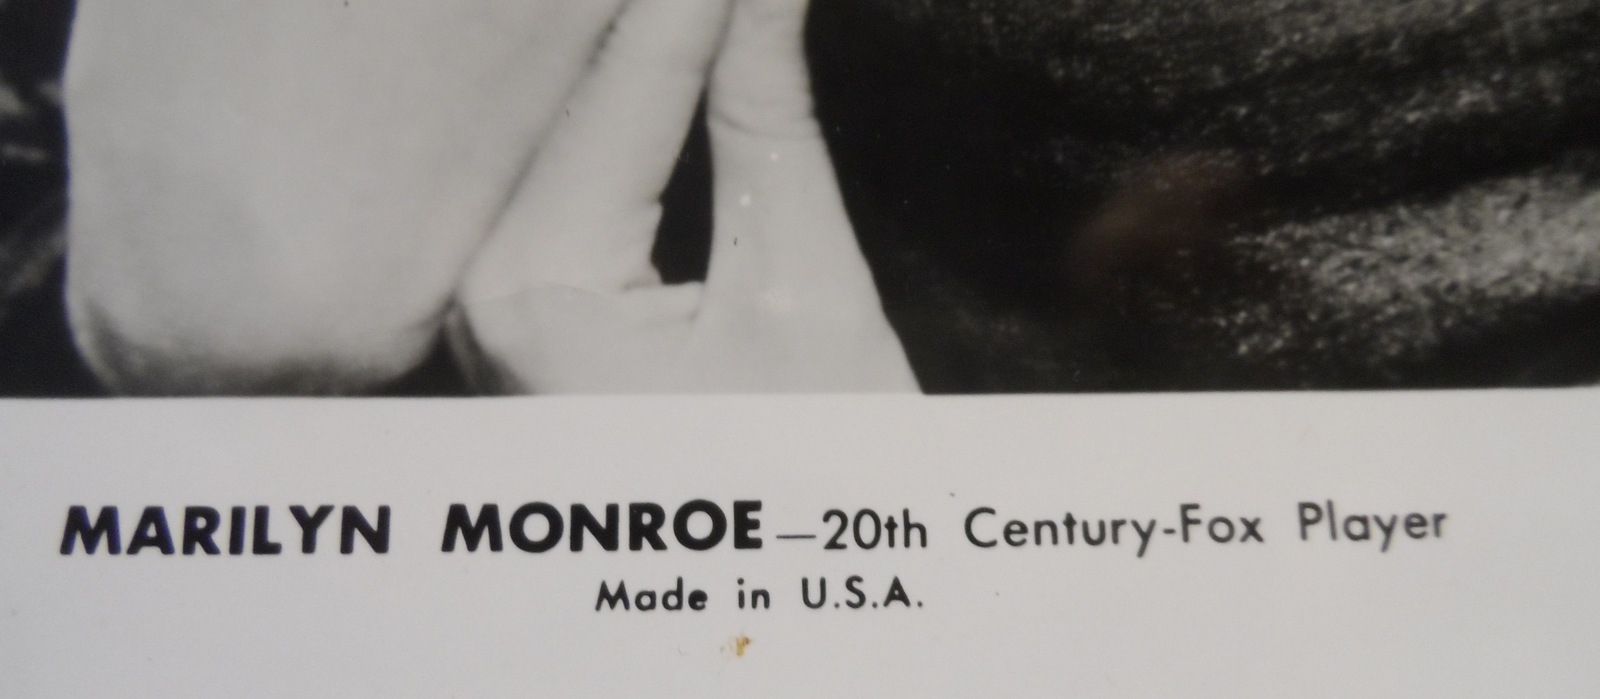 MARILYN MONROE—20th Century-Fox Player
Made in U.S.A.